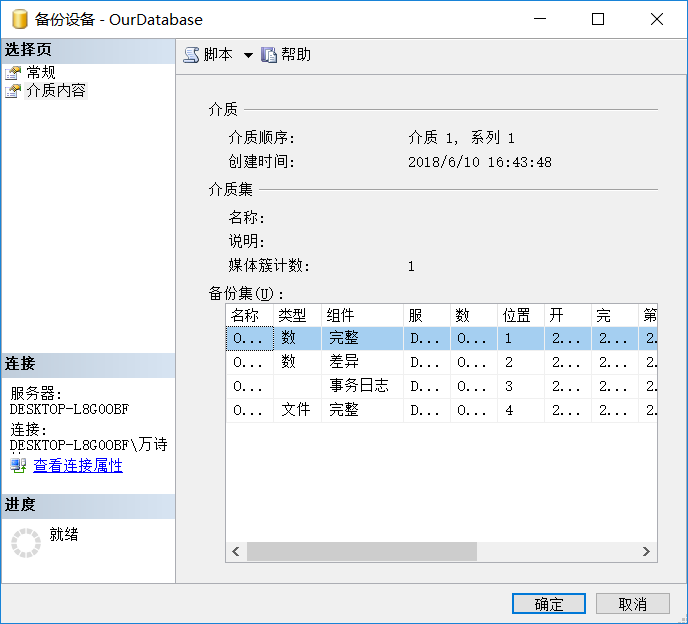 备份设备 - OurDatabase
选择页
常规
介质内容
脚本 帮助
介质
介质顺序: 介质 1, 系列 1
创建时间: 2018/6/10 16:43:48
介质集
名称:
说明:
媒体簇计数: 1
备份集(U):
名称 类型 组件 服 数 位置 开 完 第
O... 数 完整 D... O... 1 2... 2... 2.
O... 数 差异 D... O... 2 2... 2... 2.
O... 事务日志 D... O... 3 2... 2... 2.
O... 文件 完整 D... O... 4 2... 2... 2.
连接
服务器:
DESKTOP-L8G0OBF
连接:
DESKTOP-L8G0OBF\万诗
查看连接属性
进度
就绪
确定 取消